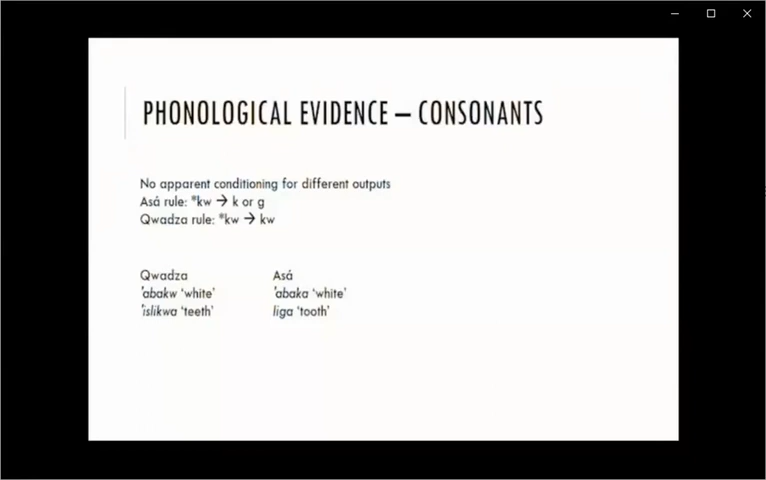 PHONOLOGICAL EVIDENCE – CONSONANTS
No apparent conditioning for different outputs
Asá rule: *kw → k or g
Qwadza rule: *kw → kw
Qwadza Asá
'abakw ‘white’ 'abaka ‘white’
'islikwa ‘teeth’ liga ‘tooth’